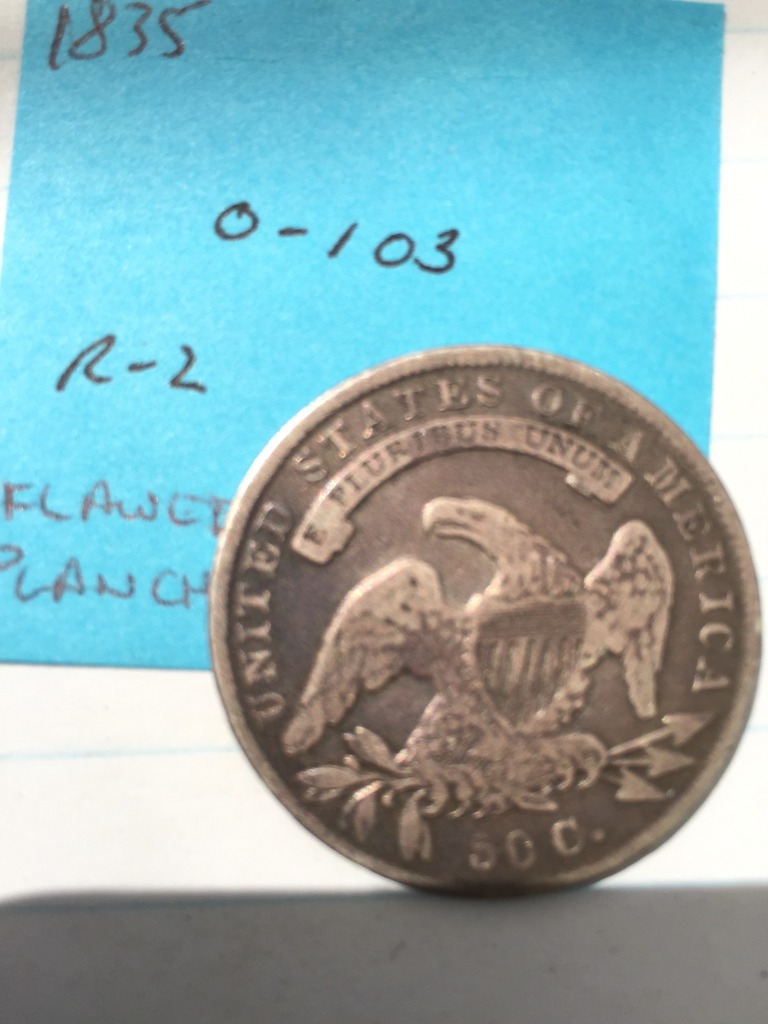 1835
O-103
R-2
FLAWED
PLANCH
UNITED STATES OF AMERICA
E PLURIBUS UNUM
50 C.